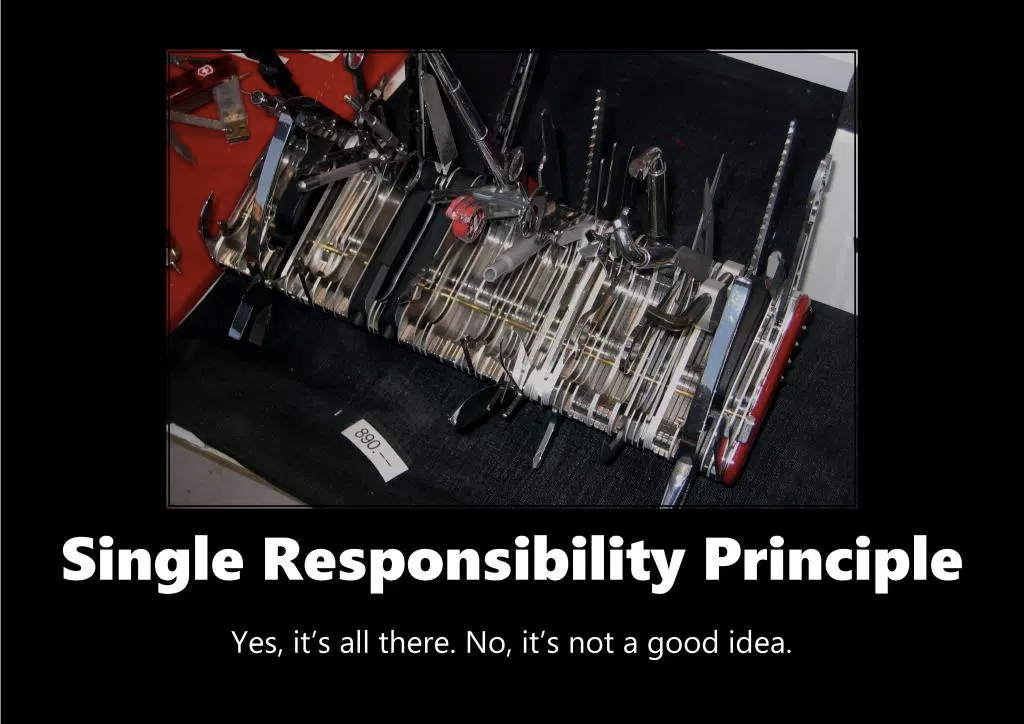 890.--
Single Responsibility Principle
Yes, it’s all there. No, it’s not a good idea.